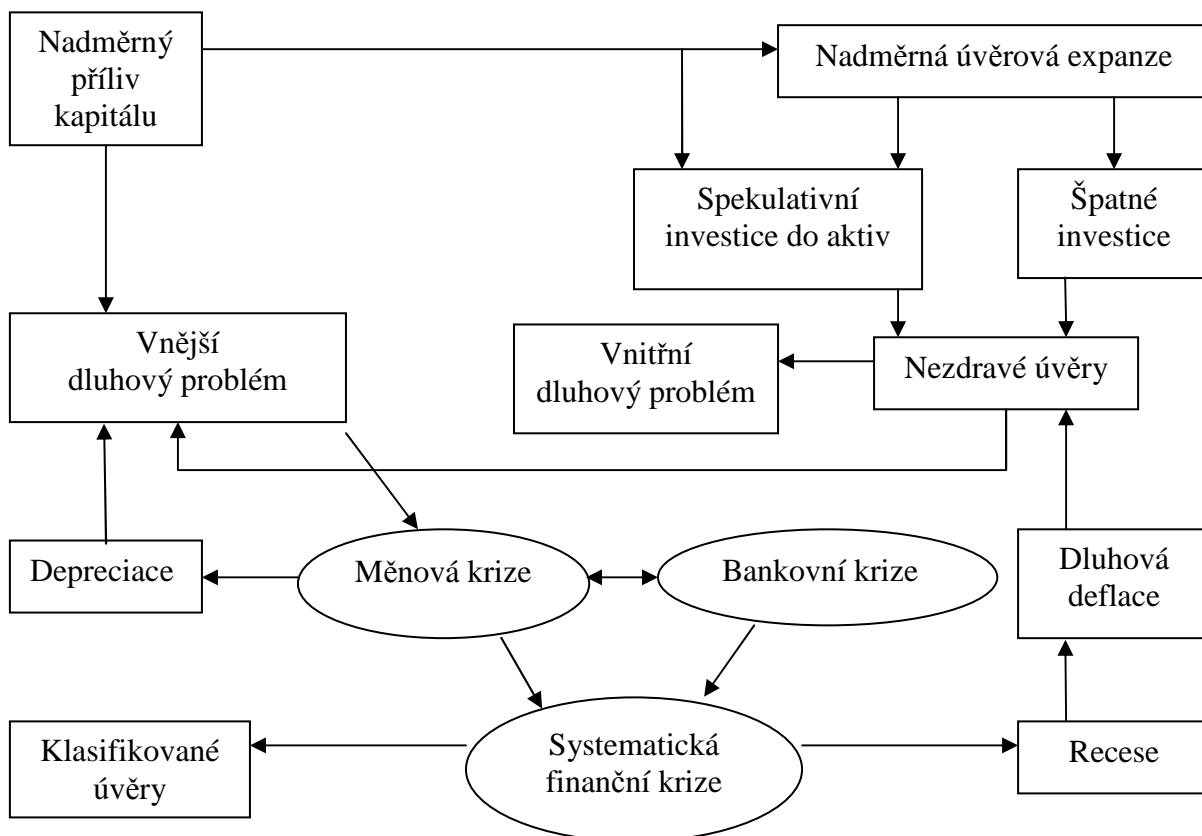 Nadměrný
příliv
kapitálu
Nadměrná úvěrová expanze
Spekulativní
investice do aktiv
Špatné
investice
Vnější
dluhový problém
Vnitřní
dluhový problém
Nezdravé úvěry
Depreciace
Měnová krize
Bankovní krize
Dluhová
deflace
Klasifikované
úvěry
Systematická
finanční krize
Recese